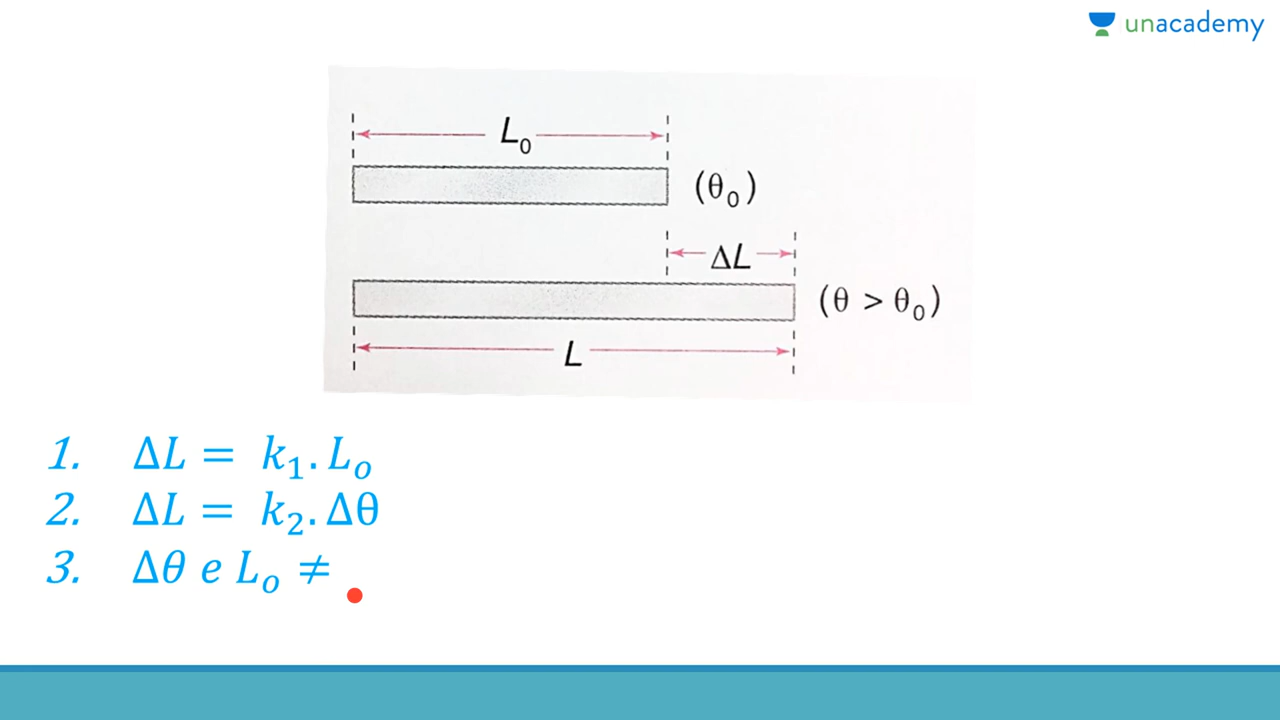 unacademy
L₀
(θ₀)
ΔL
(θ > θ₀)
L
1. ΔL = k₁. Lₒ
2. ΔL = k₂. Δθ
3. Δθ e Lₒ ≠